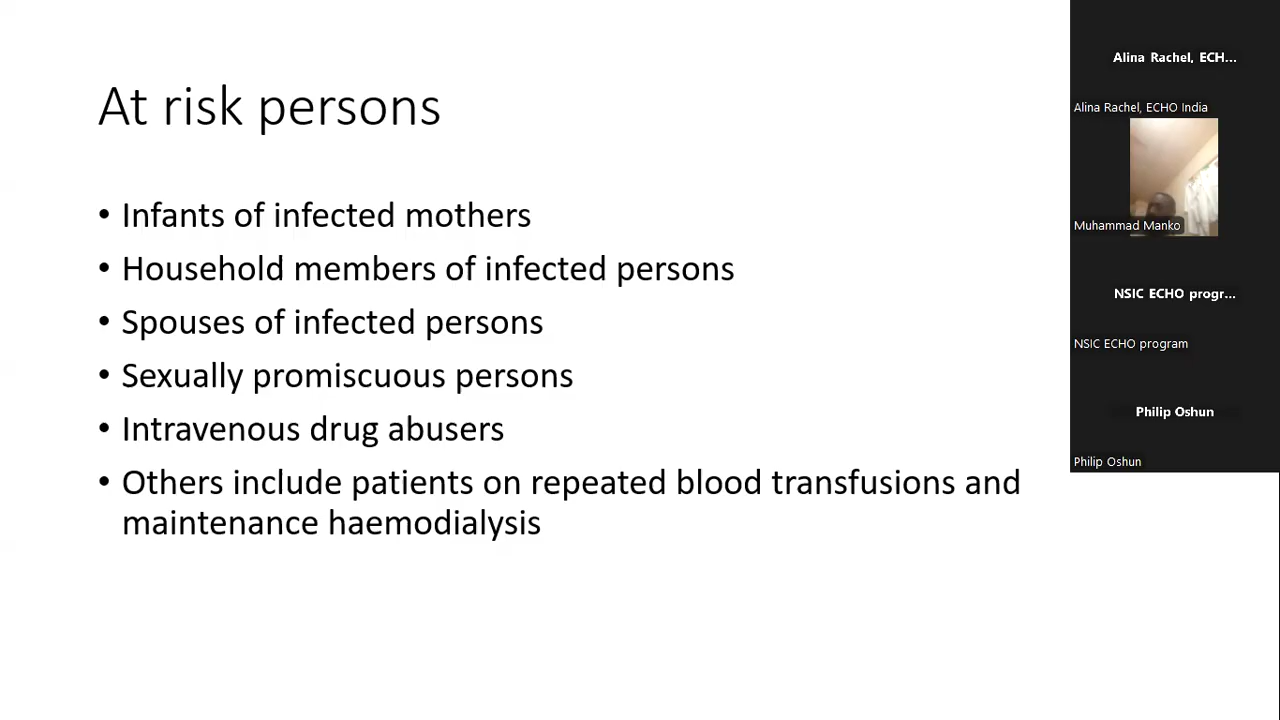 At risk persons
• Infants of infected mothers
• Household members of infected persons
• Spouses of infected persons
• Sexually promiscuous persons
• Intravenous drug abusers
• Others include patients on repeated blood transfusions and
maintenance haemodialysis
Alina Rachel, ECH...
Alina Rachel, ECHO India
Muhammad Manko
NSIC ECHO progr...
NSIC ECHO program
Philip Oshun
Philip Oshun